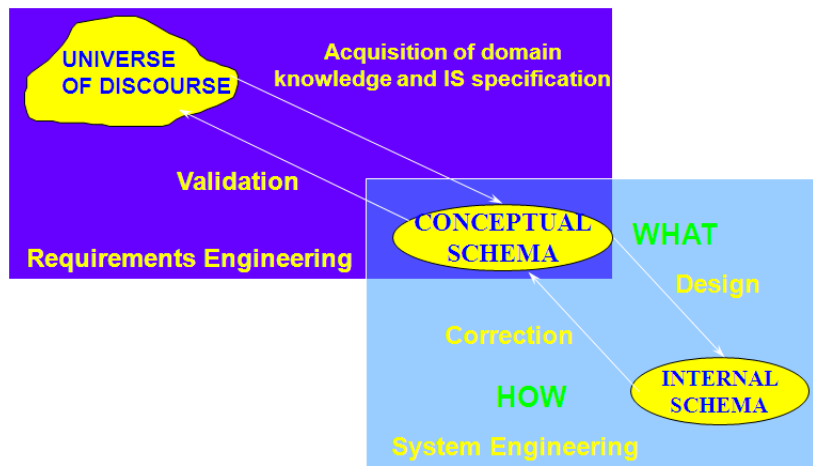 UNIVERSE
OF DISCOURSE
Acquisition of domain
knowledge and IS specification
Validation
CONCEPTUAL
SCHEMA
WHAT
Requirements Engineering
Design
Correction
INTERNAL
SCHEMA
HOW
System Engineering